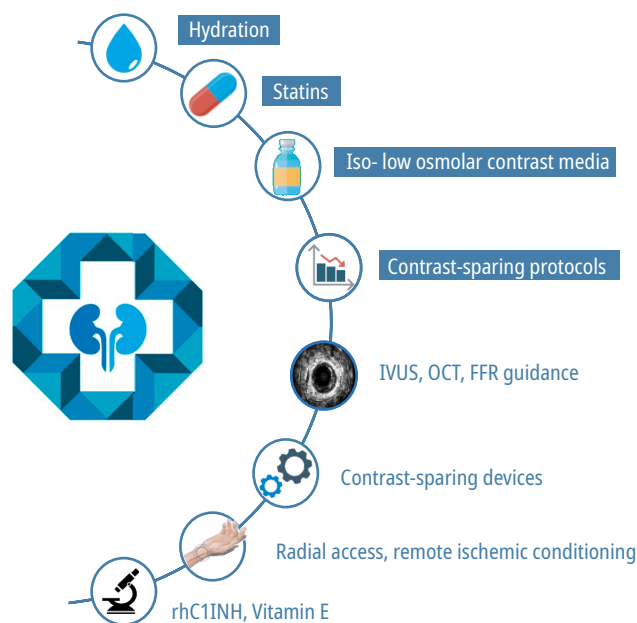 Hydration
Statins
Iso- low osmolar contrast media
Contrast-sparing protocols
IVUS, OCT, FFR guidance
Contrast-sparing devices
Radial access, remote ischemic conditioning
rhC1INH, Vitamin E